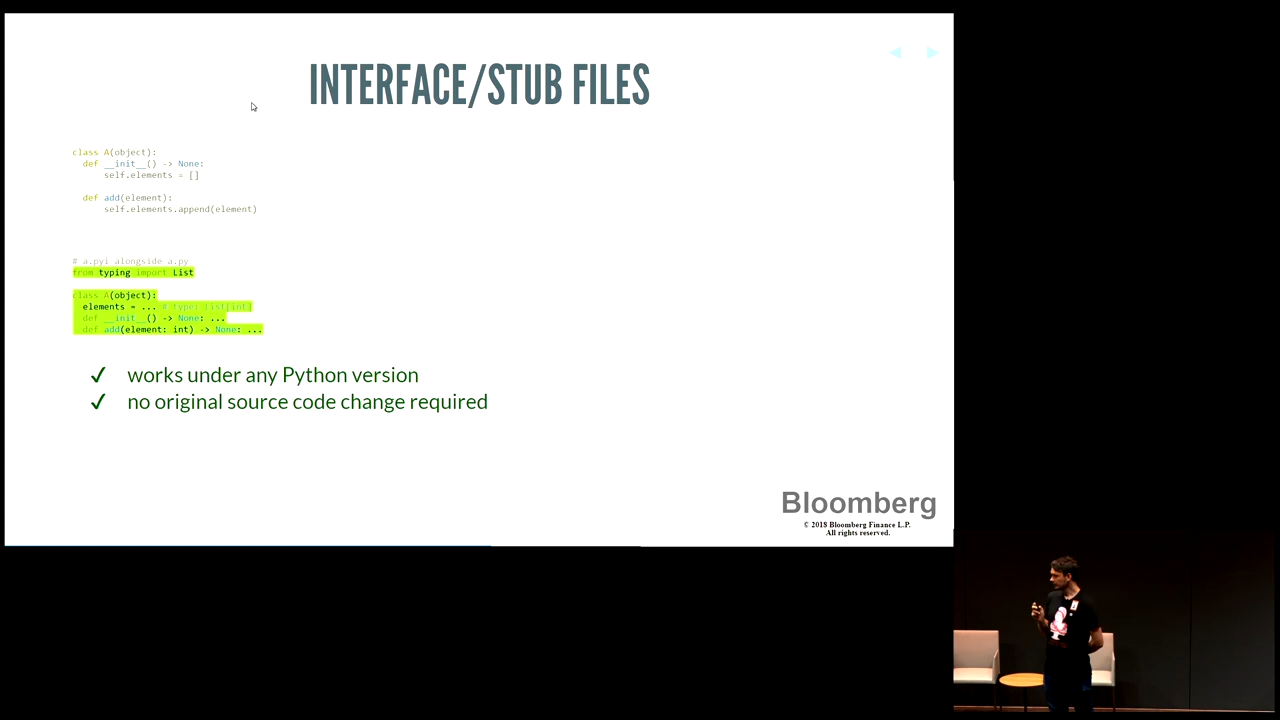 INTERFACE/STUB FILES
class A(object):
  def __init__() -> None:
      self.elements = []
  def add(element):
      self.elements.append(element)
# a.pyi alongside a.py
from typing import List
class A(object):
  elements = ... # type: List[int]
  def __init__() -> None: ...
  def add(element: int) -> None: ...
✓ works under any Python version
✓ no original source code change required
Bloomberg
© 2018 Bloomberg Finance L.P.
All rights reserved.